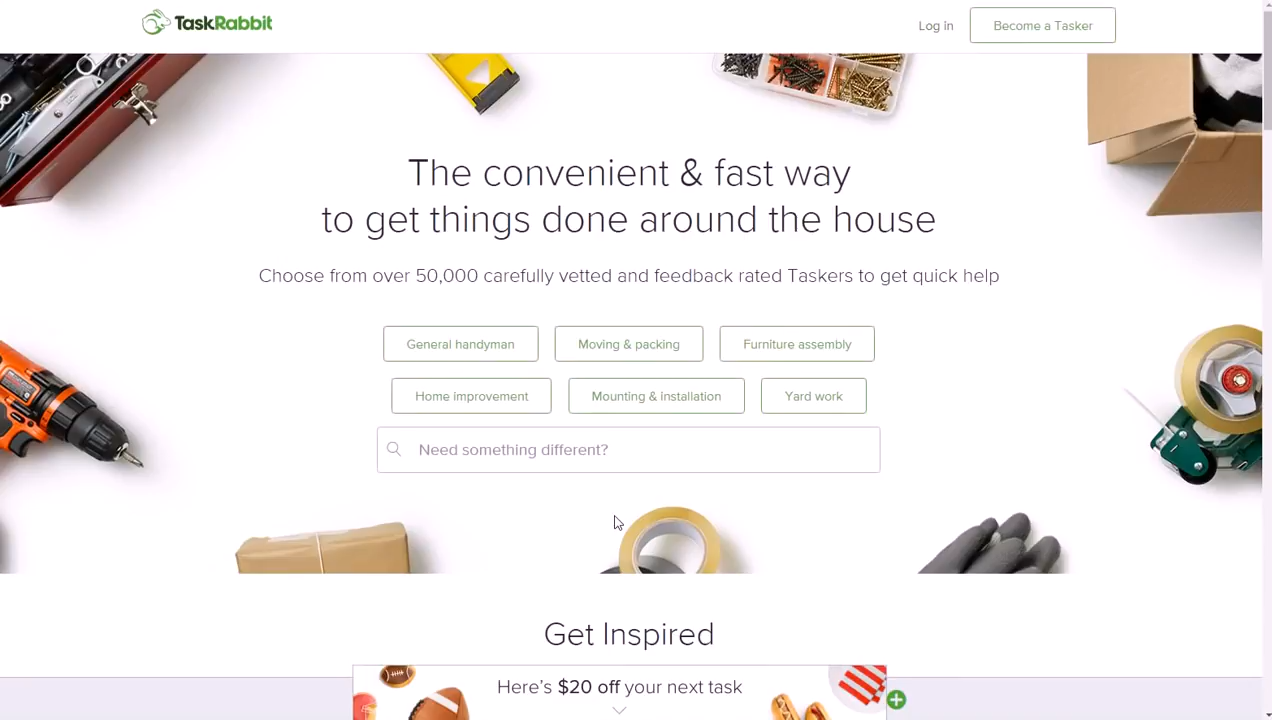 TaskRabbit
Log in
Become a Tasker
The convenient & fast way
to get things done around the house
Choose from over 50,000 carefully vetted and feedback rated Taskers to get quick help
General handyman
Moving & packing
Furniture assembly
Home improvement
Mounting & installation
Yard work
Need something different?
Get Inspired
Here's $20 off your next task